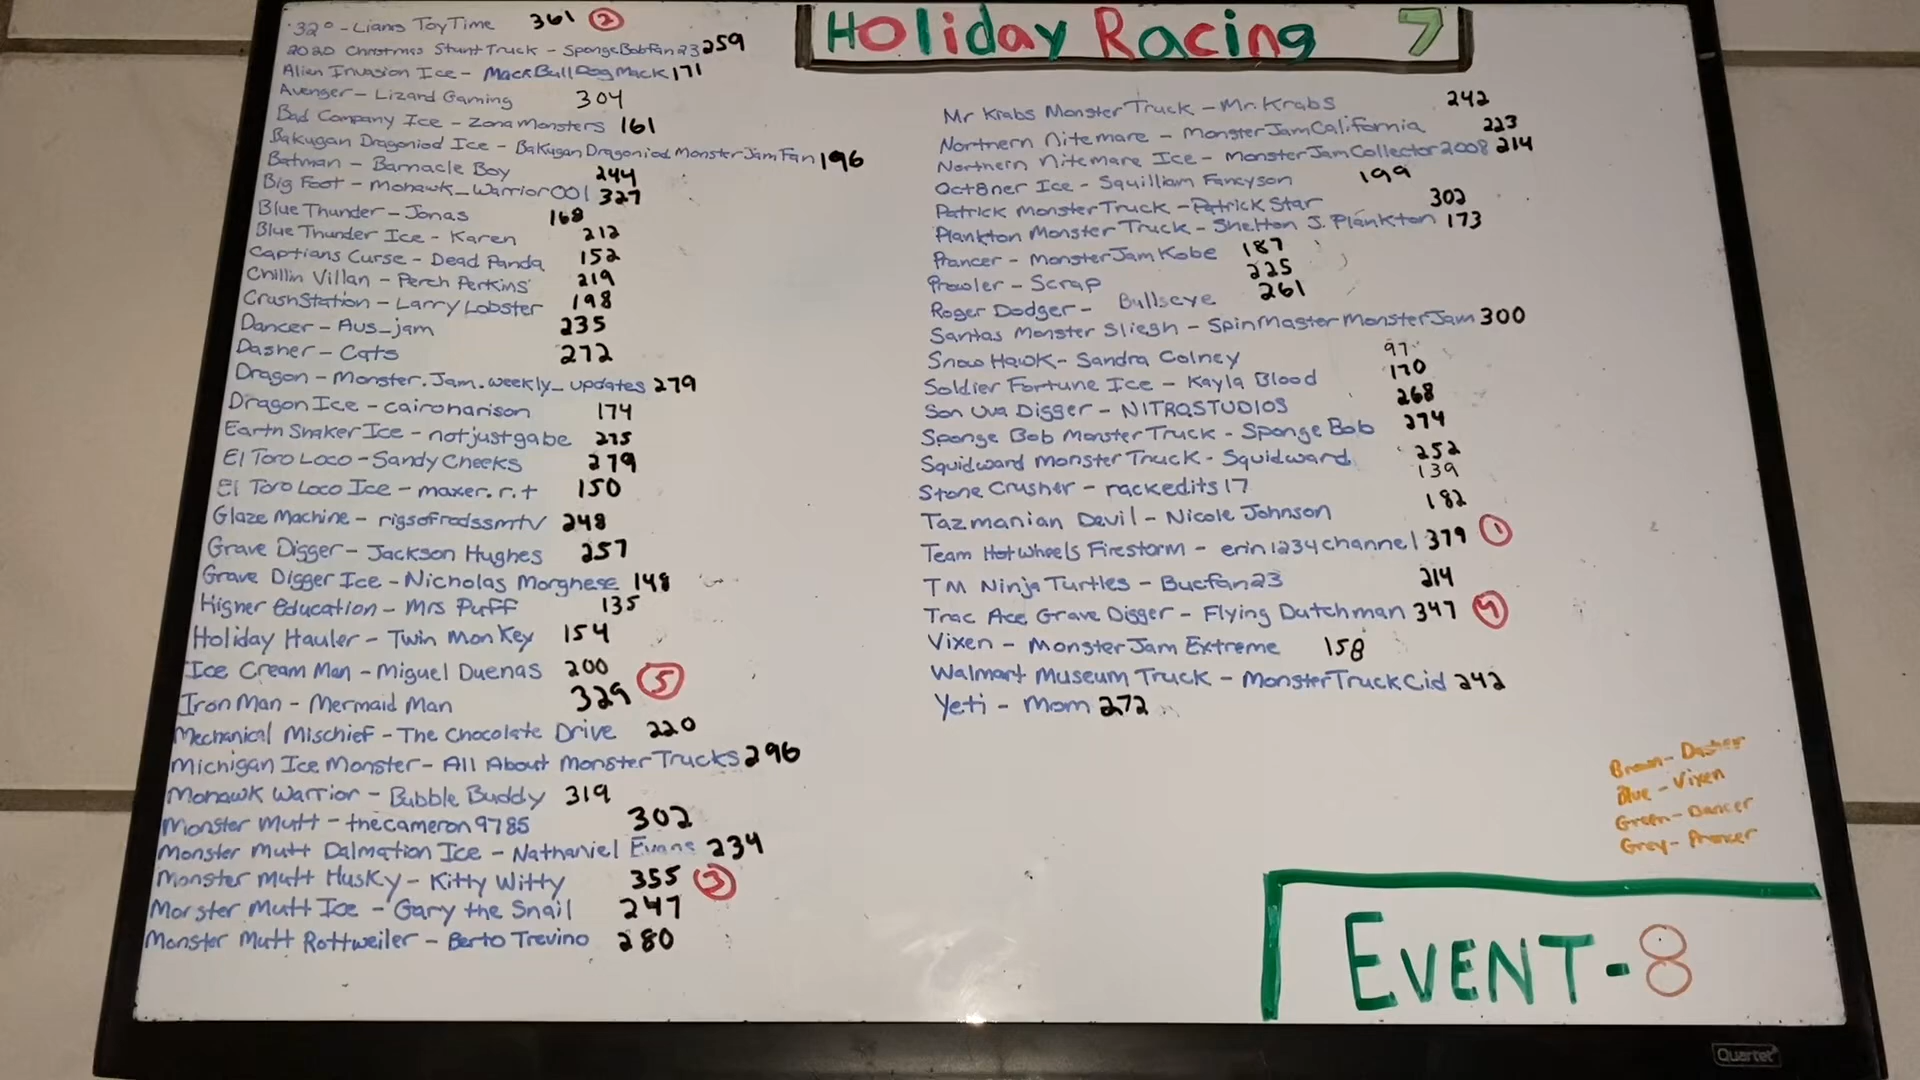 Holiday Racing 7
32° - Liams ToyTime 361 2
2020 Christmas Stunt Truck - SpongeBobfan23 259
Alien Invasion Ice - MackBullDogMack 171
Avenger - Lizard Gaming 304
Bad Company Ice - ZonaMonsters 161
Bakugan Dragoniod Ice - Bakugan Dragoniod MonsterJamFan 196
Batman - Barnacle Boy 244
Big Foot - Mohawk_Warrior001 327
Blue Thunder - Jonas 168
Blue Thunder Ice - Karen 212
Captians Curse - Dead Panda 152
Chillin Villan - Perch Perkins 219
CrushStation - Larry Lobster 198
Dancer - Aus_jam 235
Dasher - Cats 272
Dragon - Monster.Jam.weekly_updates 279
Dragon Ice - caironarison 174
Earth Shaker Ice - notjustgabe 275
El Toro Loco - Sandy Cheeks 279
El Toro Loco Ice - maxer.r.t 150
Glaze Machine - rigsofrodssmtv 248
Grave Digger - Jackson Hughes 257
Grave Digger Ice - Nicholas Morghese 148
Higher Education - Mrs Puff 135
Holiday Hauler - Twin Monkey 154
Ice Cream Man - Miguel Duenas 200
Iron Man - Mermaid Man 329 5
Mechanical Mischief - The Chocolate Drive 220
Michigan Ice Monster - All About Monster Trucks 296
Mohawk Warrior - Bubble Buddy 319
Monster Mutt - thecameron9785 302
Monster Mutt Dalmation Ice - Nathaniel Evans 234
Monster Mutt Husky - Kitty Witty 355 3
Monster Mutt Ice - Gary the Snail 247
Monster Mutt Rottweiler - Berto Trevino 280
Mr Krabs Monster Truck - Mr. Krabs 242
Northern Nitemare - MonsterJamCalifornia 223
Northern Nitemare Ice - MonsterJamCollector2008 214
Oct8ner Ice - Squilliam Fancyson 199
Patrick Monster Truck - Patrick Star 302
Plankton Monster Truck - Shelton J. Plankton 173
Prancer - MonsterJamKobe 187
Prowler - Scrap 225
Roger Dodger - Bullseye 261
Santas Monster Sliegh - SpinMaster MonsterJam 300
Snow Hawk - Sandra Colney 97
Soldier Fortune Ice - Kayla Blood 170
Son Uva Digger - NITROSTUDIOS 268
Sponge Bob Monster Truck - Sponge Bob 274
Squidward Monster Truck - Squidward 252
Stone Crusher - rackedits17 139
Tazmanian Devil - Nicole Johnson 182
Team Hot Wheels Firestorm - erin1234channel 379 1
TM Ninja Turtles - Bucfan23 214
Trac Ace Grave Digger - Flying Dutchman 347 4
Vixen - MonsterJam Extreme 158
Walmart Museum Truck - MonsterTruckCid 242
Yeti - Mom 272
Brown - Dasher
Blue - Vixen
Green - Dancer
Grey - Prancer
EVENT-8
Quartet